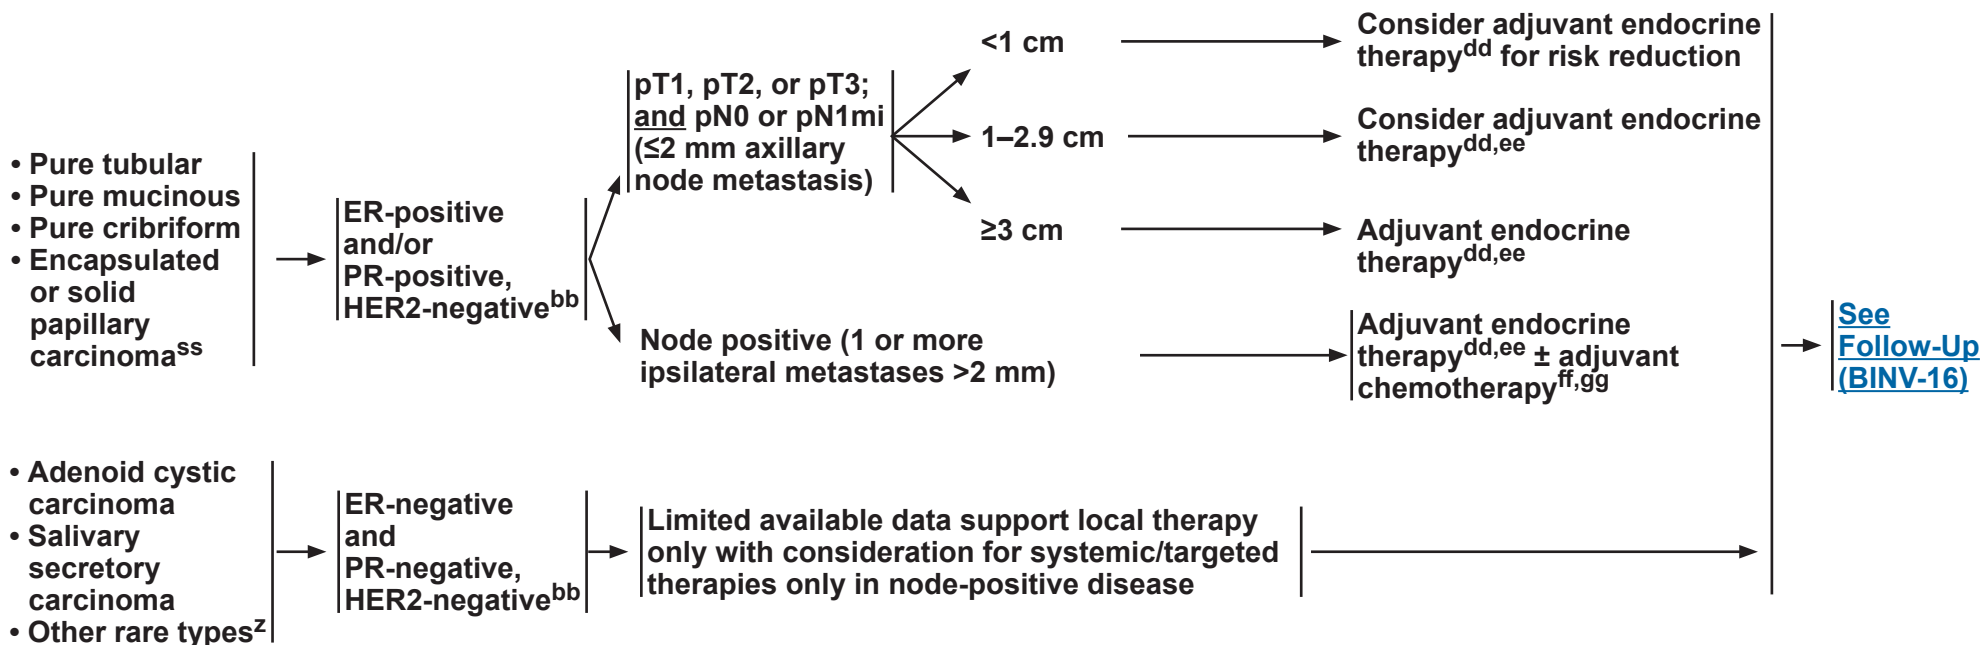 • Pure tubular
• Pure mucinous
• Pure cribriform
• Encapsulated
or solid
papillary
carcinomass
ER-positive
and/or
PR-positive,
HER2-negativebb
pT1, pT2, or pT3;
and pN0 or pN1mi
(≤2 mm axillary
node metastasis)
<1 cm
Consider adjuvant endocrine
therapydd for risk reduction
1–2.9 cm
Consider adjuvant endocrine
therapydd,ee
≥3 cm
Adjuvant endocrine
therapydd,ee
Node positive (1 or more
ipsilateral metastases >2 mm)
Adjuvant endocrine
therapydd,ee ± adjuvant
chemotherapyff,gg
See
Follow-Up
(BINV-16)
• Adenoid cystic
carcinoma
• Salivary
secretory
carcinoma
• Other rare typesz
ER-negative
and
PR-negative,
HER2-negativebb
Limited available data support local therapy
only with consideration for systemic/targeted
therapies only in node-positive disease